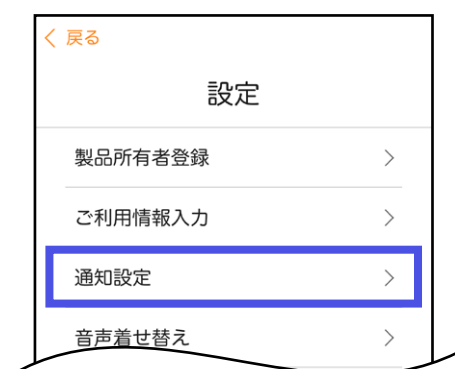 戻る
設定
製品所有者登録
ご利用情報入力
通知設定
音声着せ替え